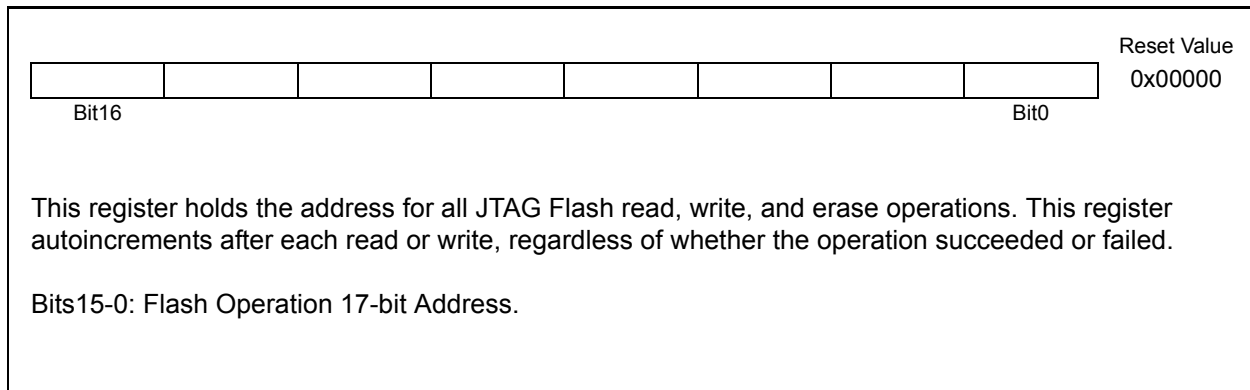 Reset Value
0x00000
Bit16 Bit0
This register holds the address for all JTAG Flash read, write, and erase operations. This register
autoincrements after each read or write, regardless of whether the operation succeeded or failed.
Bits15-0: Flash Operation 17-bit Address.